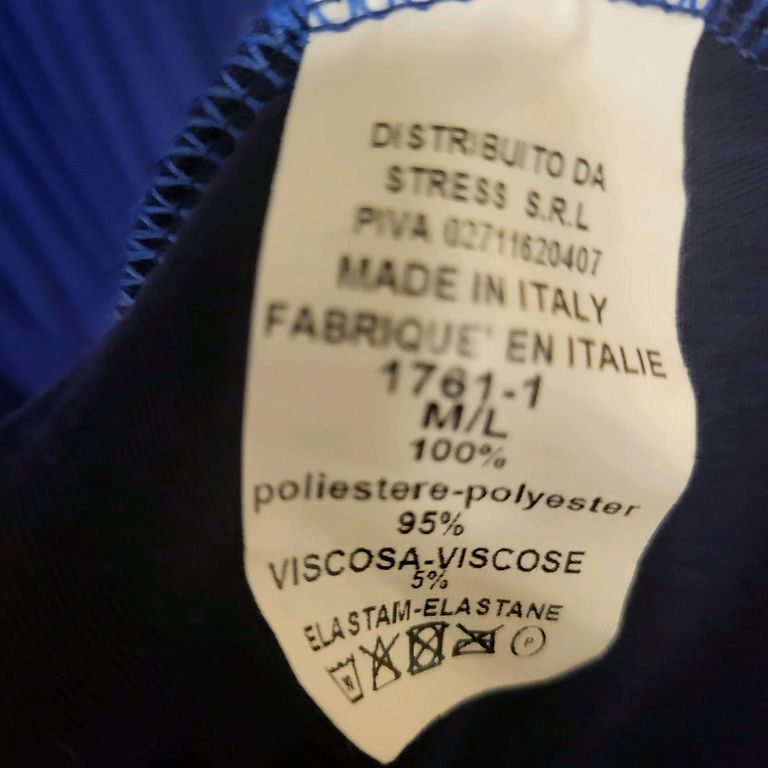 DISTRIBUITO DA
STRESS S.R.L
PIVA 02711620407
MADE IN ITALY
FABRIQUE' EN ITALIE
1761-1
M/L
100%
poliestere-polyester
95%
VISCOSA-VISCOSE
5%
ELASTAM-ELASTANE
P